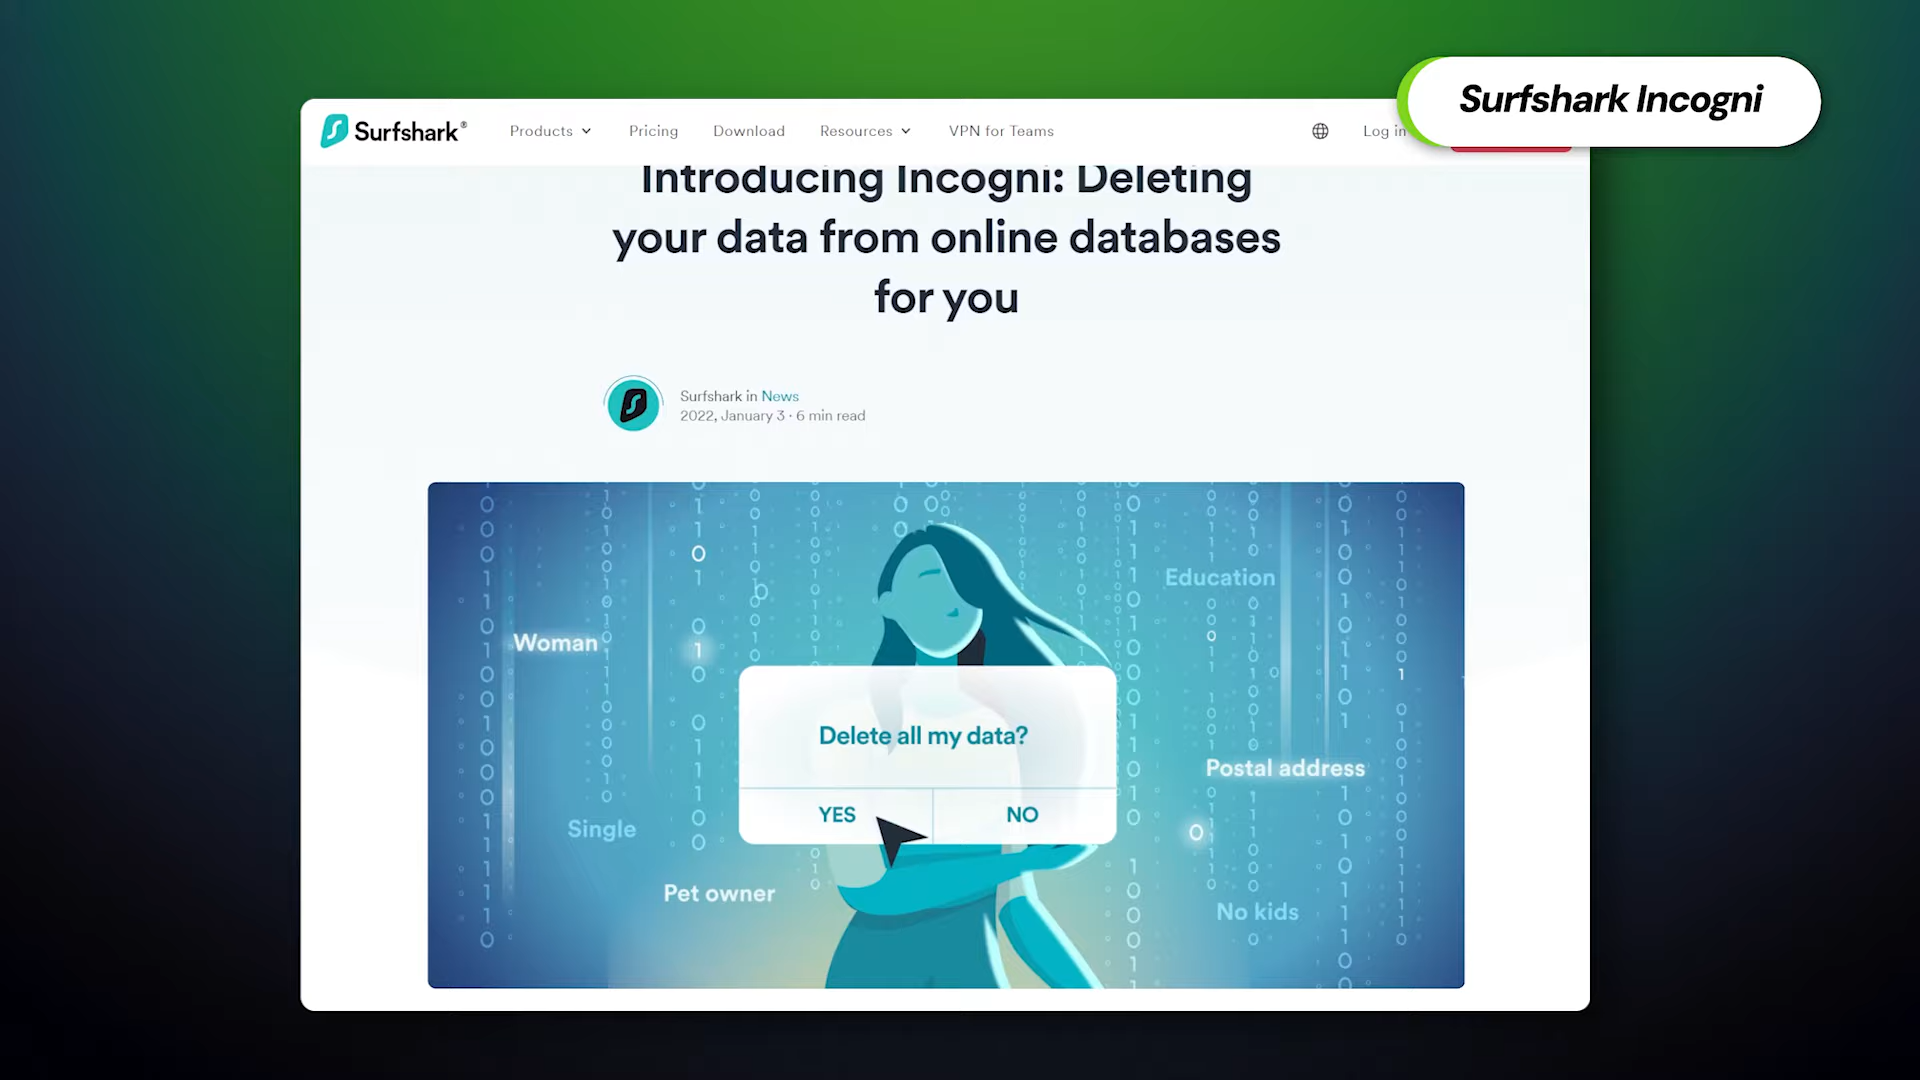 Surfshark Incogni
Surfshark®
Products
Pricing
Download
Resources
VPN for Teams
Log in
Introducing Incogni: Deleting
your data from online databases
for you
Surfshark in News
2022, January 3 · 6 min read
Education
Woman
Delete all my data?
Postal address
YES
NO
Single
Pet owner
No kids